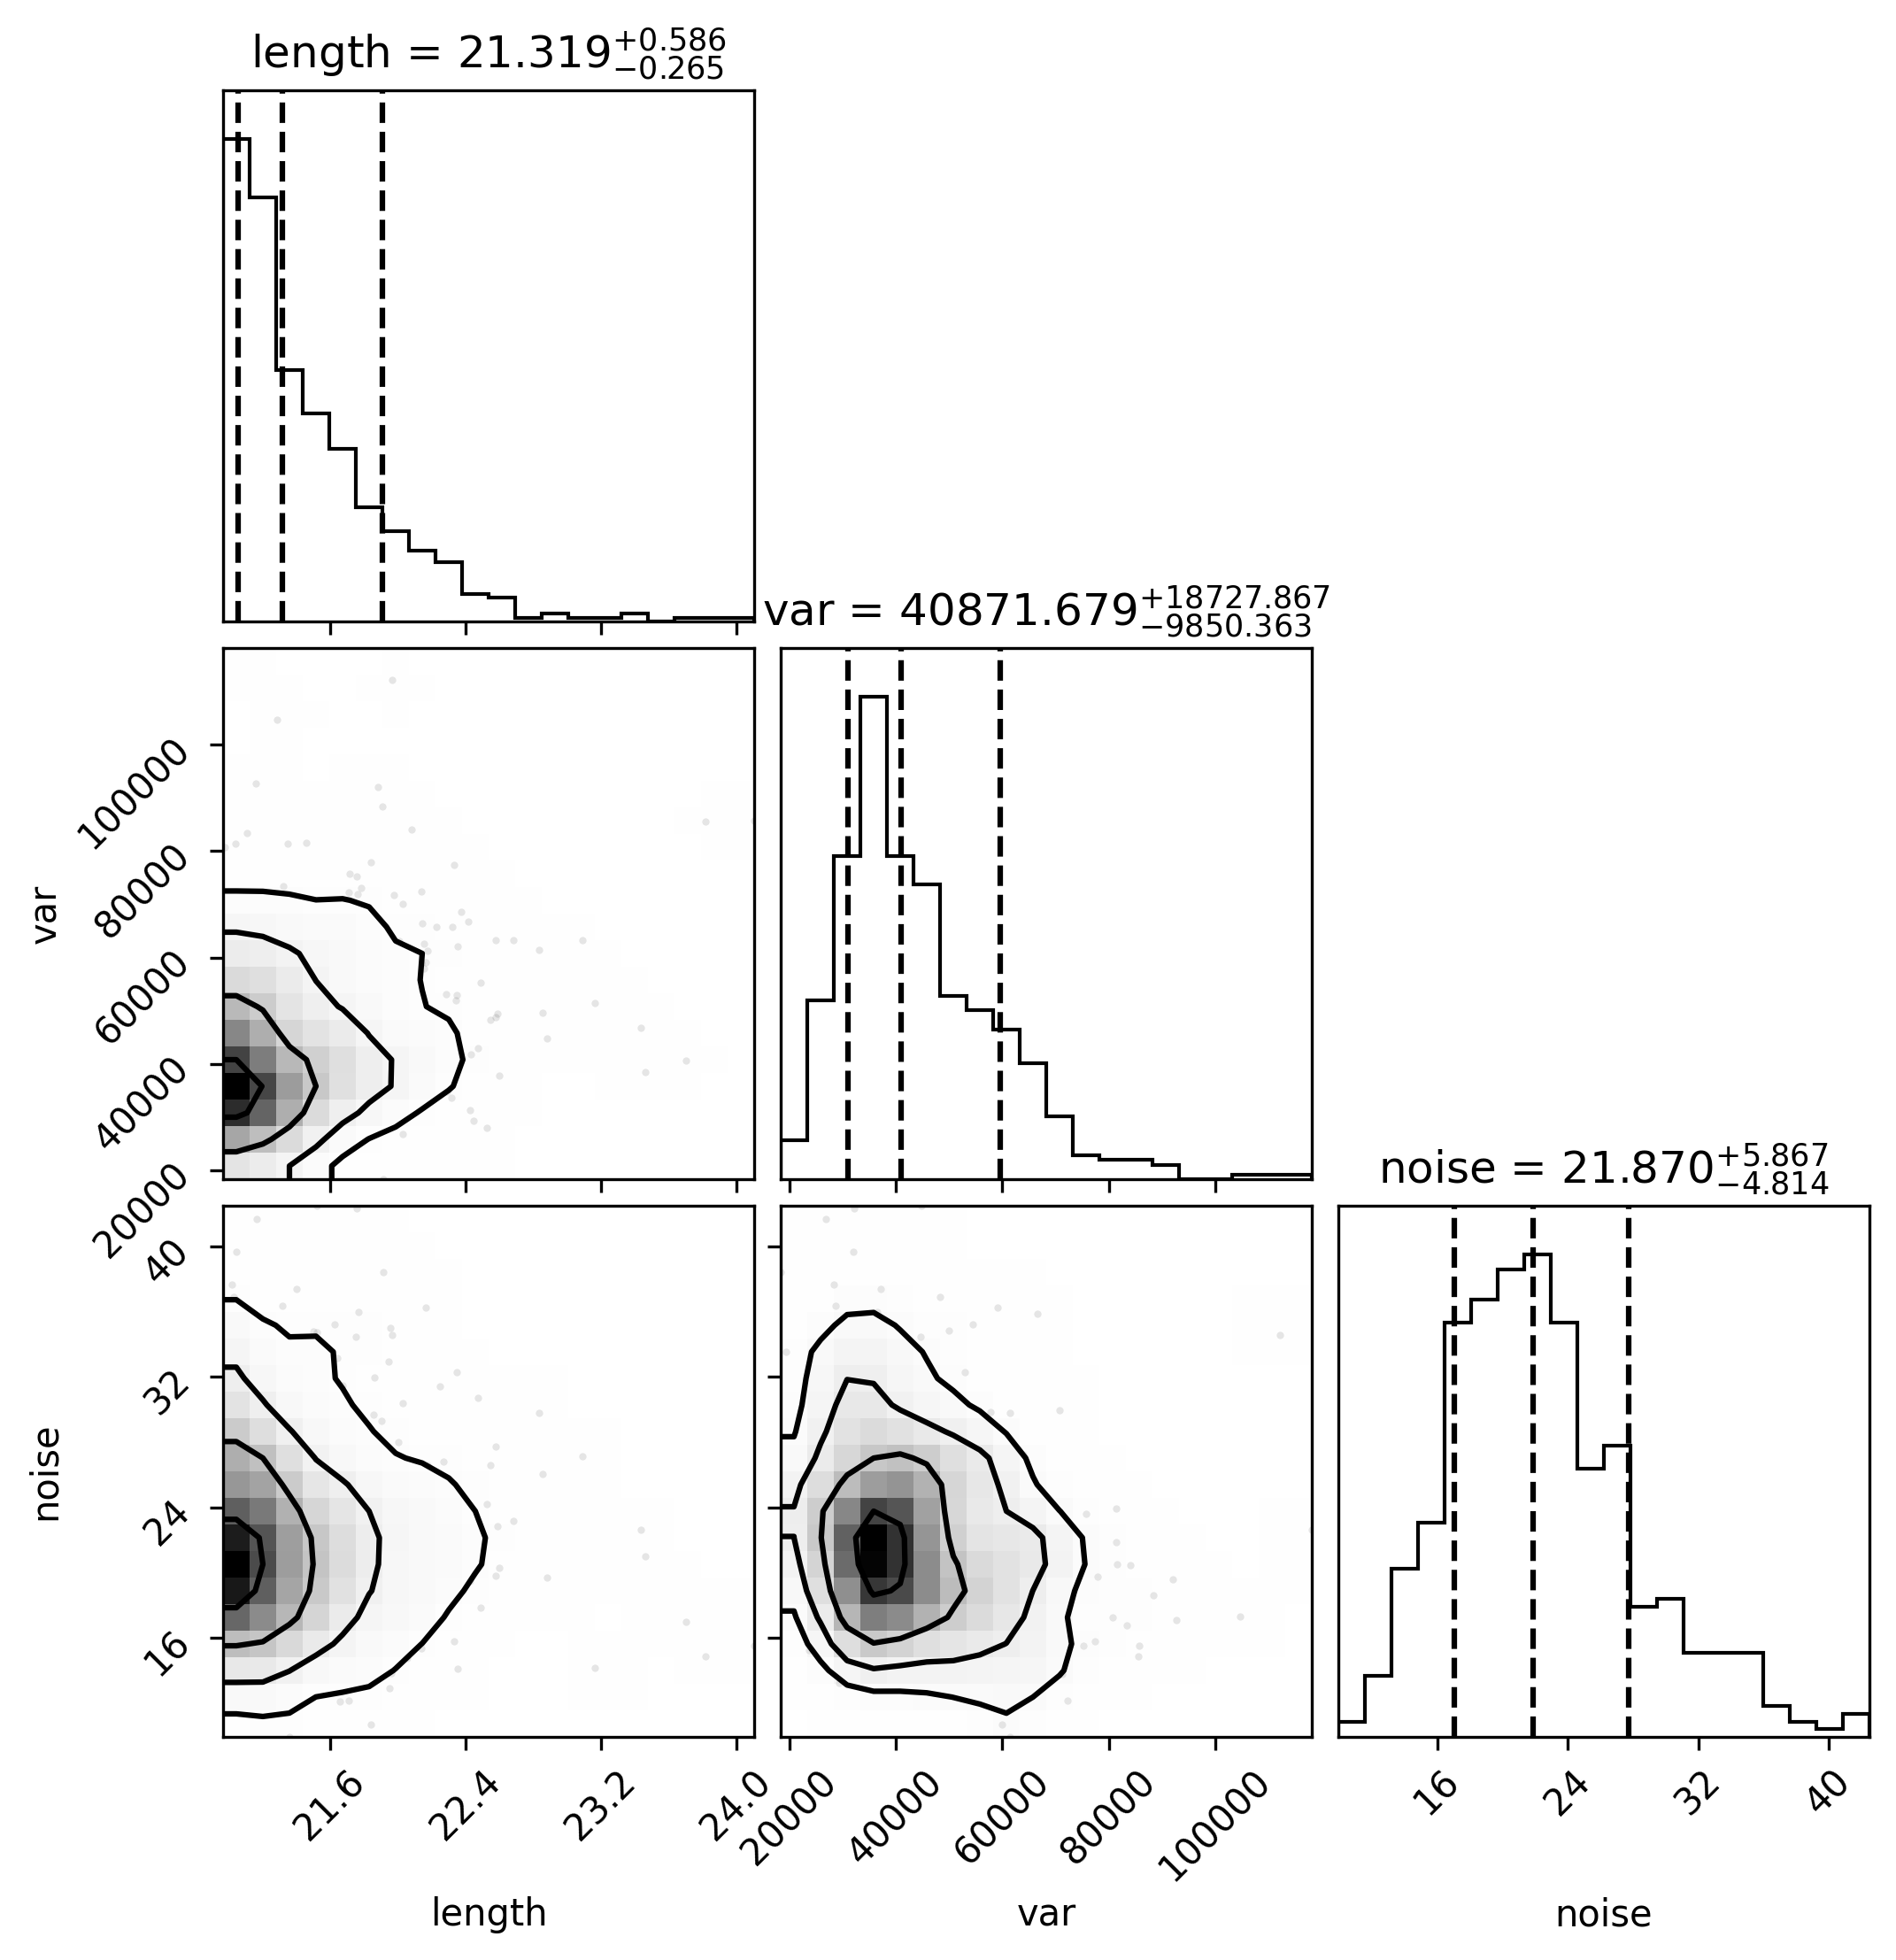 length = 21.319 +0.586 −0.265
var = 40871.679 +18727.867 −9850.363
var
100000
80000
60000
40000
20000
noise = 21.870 +5.867 −4.814
noise
40
32
24
16
21.6 22.4 23.2 24.0
20000 40000 60000 80000 100000
16 24 32 40
length
var
noise